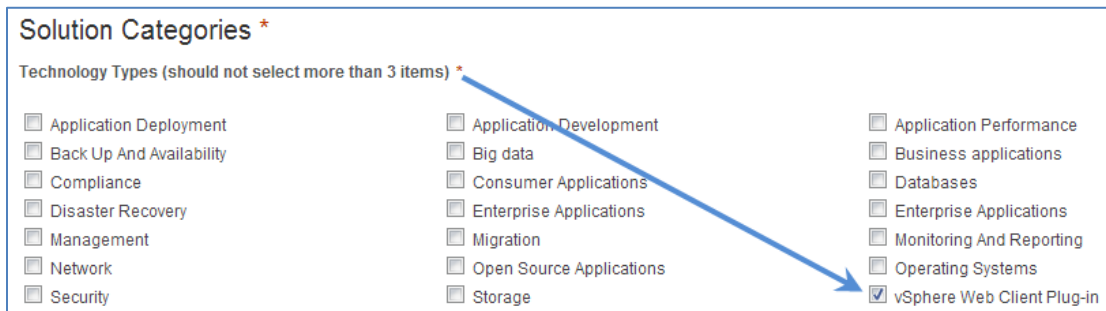 Solution Categories *
Technology Types (should not select more than 3 items) *
Application Deployment Application Development Application Performance
Back Up And Availability Big data Business applications
Compliance Consumer Applications Databases
Disaster Recovery Enterprise Applications Enterprise Applications
Management Migration Monitoring And Reporting
Network Open Source Applications Operating Systems
Security Storage vSphere Web Client Plug-in